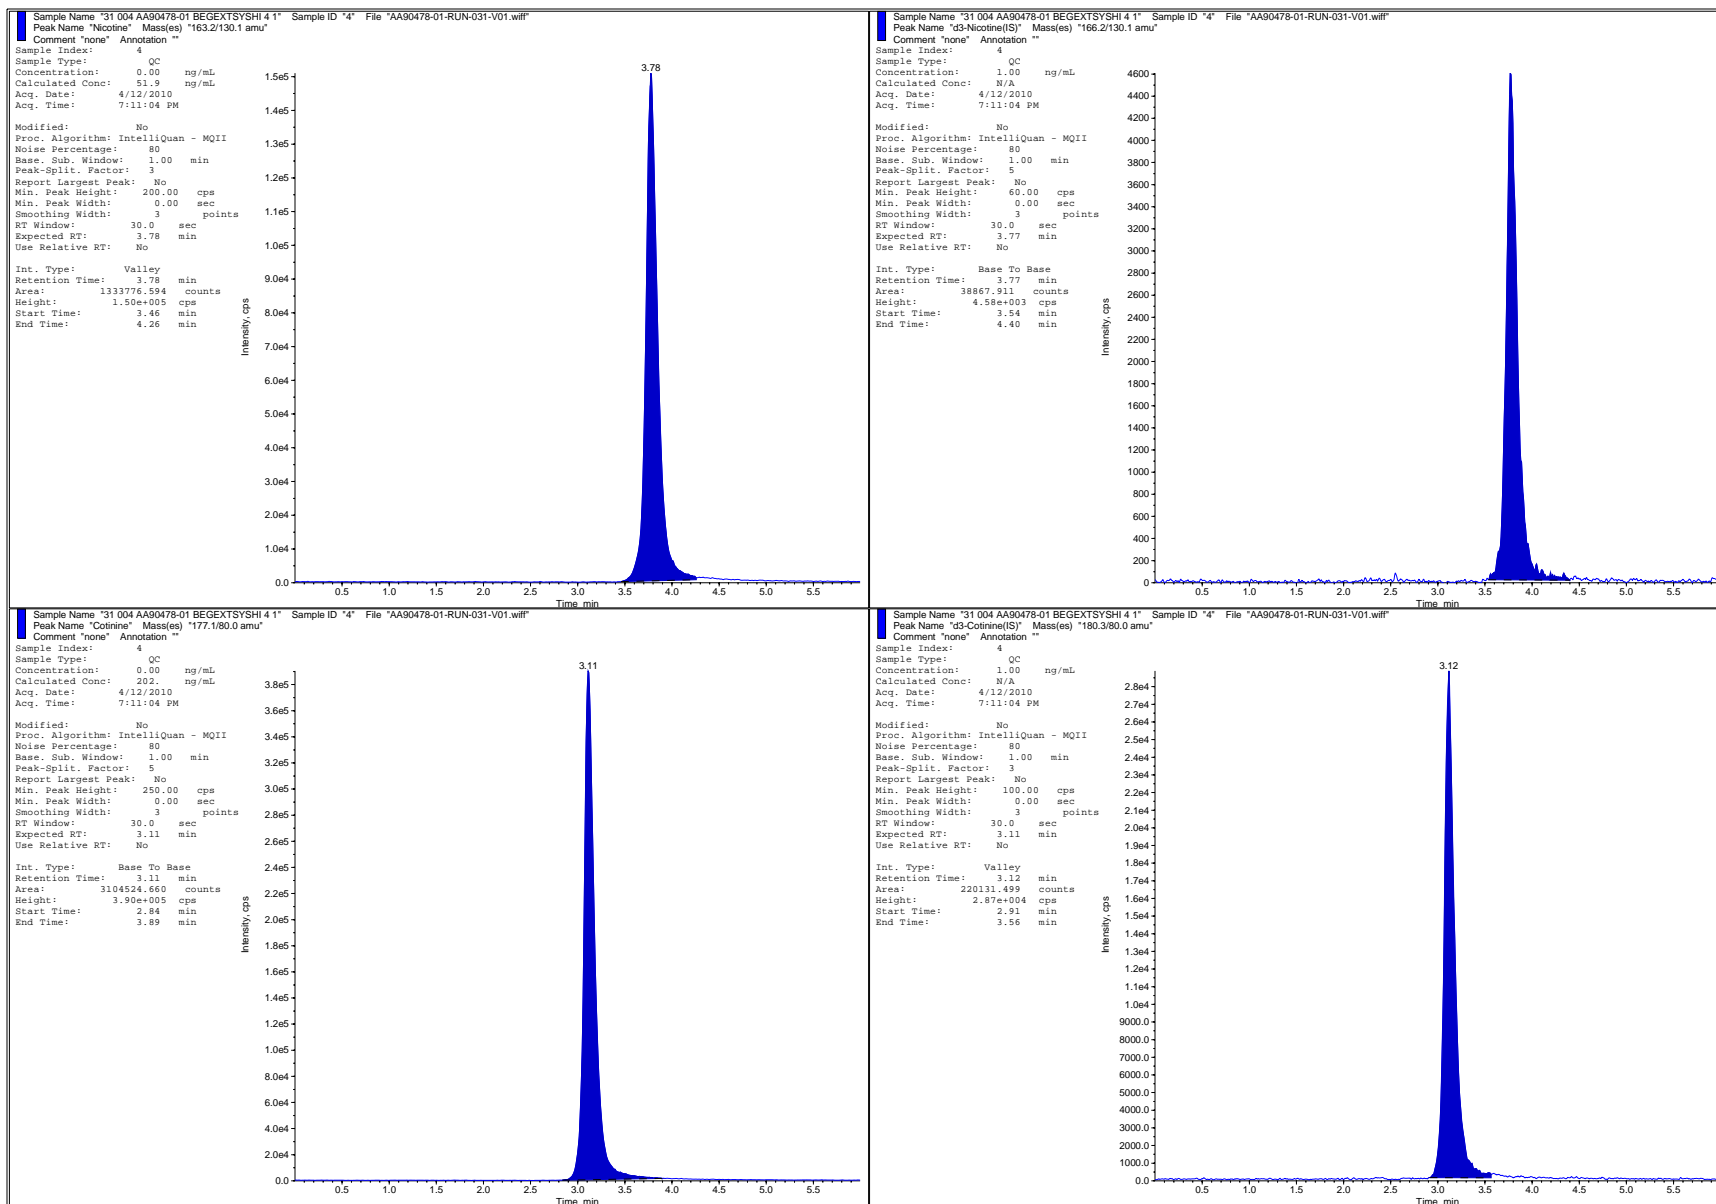 Sample Name "31 004 AA90478-01 BEGEXTSYSHI 4 1" Sample ID "4" File "AA90478-01-RUN-031-V01.wiff"
Peak Name "Nicotine" Mass(es) "163.2/130.1 amu"
Comment "none" Annotation ""
Sample Index: 4
Sample Type: QC
Concentration: 0.00 ng/mL
Calculated Conc: 51.9 ng/mL
Acq. Date: 4/12/2010
Acq. Time: 7:11:04 PM
Modified: No
Proc. Algorithm: IntelliQuan - MQII
Noise Percentage: 80
Base. Sub. Window: 1.00 min
Peak-Split. Factor: 3
Report Largest Peak: No
Min. Peak Height: 200.00 cps
Min. Peak Width: 0.00 sec
Smoothing Width: 3 points
RT Window: 30.0 sec
Expected RT: 3.78 min
Use Relative RT: No
Int. Type: Valley
Retention Time: 3.78 min
Area: 1333776.594 counts
Height: 1.50e+005 cps
Start Time: 3.46 min
End Time: 4.26 min
3.78
1.5e5
1.3e5
1.2e5
1.1e5
1.0e5
9.0e4
8.0e4
7.0e4
6.0e4
5.0e4
4.0e4
3.0e4
2.0e4
1.0e4
0.0
Intensity, cps
0.5 1.0 1.5 2.0 2.5 3.0 3.5 4.0 4.5 5.0 5.5
Time, min
Sample Name "31 004 AA90478-01 BEGEXTSYSHI 4 1" Sample ID "4" File "AA90478-01-RUN-031-V01.wiff"
Peak Name "d3-Nicotine(IS)" Mass(es) "166.2/130.1 amu"
Comment "none" Annotation ""
Sample Index: 4
Sample Type: QC
Concentration: 1.00 ng/mL
Calculated Conc: N/A
Acq. Date: 4/12/2010
Acq. Time: 7:11:04 PM
Modified: No
Proc. Algorithm: IntelliQuan - MQII
Noise Percentage: 80
Base. Sub. Window: 1.00 min
Peak-Split. Factor: 5
Report Largest Peak: No
Min. Peak Height: 60.00 cps
Min. Peak Width: 0.00 sec
Smoothing Width: 3 points
RT Window: 30.0 sec
Expected RT: 3.77 min
Use Relative RT: No
Int. Type: Base To Base
Retention Time: 3.77 min
Area: 38867.911 counts
Height: 4.58e+003 cps
Start Time: 3.54 min
End Time: 4.40 min
4600
4400
4200
4000
3800
3600
3400
3200
3000
2800
2600
2400
2200
2000
1800
1600
1400
1200
1000
800
600
400
200
0
Intensity, cps
0.5 1.0 1.5 2.0 2.5 3.0 3.5 4.0 4.5 5.0 5.5
Time, min
Sample Name "31 004 AA90478-01 BEGEXTSYSHI 4 1" Sample ID "4" File "AA90478-01-RUN-031-V01.wiff"
Peak Name "Cotinine" Mass(es) "177.1/80.0 amu"
Comment "none" Annotation ""
Sample Index: 4
Sample Type: QC
Concentration: 0.00 ng/mL
Calculated Conc: 202. ng/mL
Acq. Date: 4/12/2010
Acq. Time: 7:11:04 PM
Modified: No
Proc. Algorithm: IntelliQuan - MQII
Noise Percentage: 80
Base. Sub. Window: 1.00 min
Peak-Split. Factor: 5
Report Largest Peak: No
Min. Peak Height: 250.00 cps
Min. Peak Width: 0.00 sec
Smoothing Width: 3 points
RT Window: 30.0 sec
Expected RT: 3.11 min
Use Relative RT: No
Int. Type: Base To Base
Retention Time: 3.11 min
Area: 3104524.660 counts
Height: 3.90e+005 cps
Start Time: 2.84 min
End Time: 3.89 min
3.11
3.8e5
3.6e5
3.4e5
3.2e5
3.0e5
2.8e5
2.6e5
2.4e5
2.2e5
2.0e5
1.8e5
1.6e5
1.4e5
1.2e5
1.0e5
8.0e4
6.0e4
4.0e4
2.0e4
0.0
Intensity, cps
0.5 1.0 1.5 2.0 2.5 3.0 3.5 4.0 4.5 5.0 5.5
Time, min
Sample Name "31 004 AA90478-01 BEGEXTSYSHI 4 1" Sample ID "4" File "AA90478-01-RUN-031-V01.wiff"
Peak Name "d3-Cotinine(IS)" Mass(es) "180.3/80.0 amu"
Comment "none" Annotation ""
Sample Index: 4
Sample Type: QC
Concentration: 1.00 ng/mL
Calculated Conc: N/A
Acq. Date: 4/12/2010
Acq. Time: 7:11:04 PM
Modified: No
Proc. Algorithm: IntelliQuan - MQII
Noise Percentage: 80
Base. Sub. Window: 1.00 min
Peak-Split. Factor: 3
Report Largest Peak: No
Min. Peak Height: 100.00 cps
Min. Peak Width: 0.00 sec
Smoothing Width: 3 points
RT Window: 30.0 sec
Expected RT: 3.11 min
Use Relative RT: No
Int. Type: Valley
Retention Time: 3.12 min
Area: 220131.499 counts
Height: 2.87e+004 cps
Start Time: 2.91 min
End Time: 3.56 min
3.12
2.8e4
2.7e4
2.6e4
2.5e4
2.4e4
2.3e4
2.2e4
2.1e4
2.0e4
1.9e4
1.8e4
1.7e4
1.6e4
1.5e4
1.4e4
1.3e4
1.2e4
1.1e4
1.0e4
9000.0
8000.0
7000.0
6000.0
5000.0
4000.0
3000.0
2000.0
1000.0
0.0
Intensity, cps
0.5 1.0 1.5 2.0 2.5 3.0 3.5 4.0 4.5 5.0 5.5
Time, min